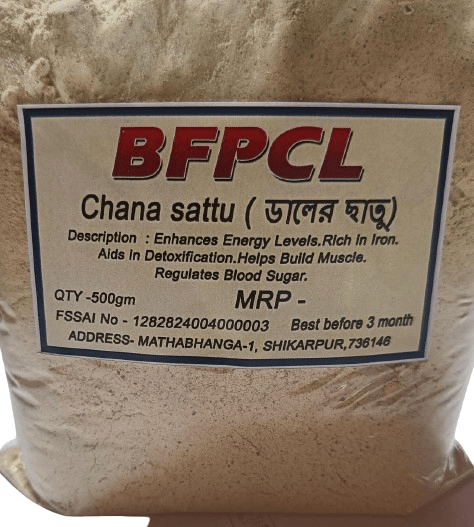 BFPCL
Chana sattu ( ডালের ছাতু)
Description : Enhances Energy Levels.Rich in Iron.
Aids in Detoxification.Helps Build Muscle.
Regulates Blood Sugar.
QTY -500gm MRP -
FSSAI No - 1282824004000003 Best before 3 month
ADDRESS- MATHABHANGA-1, SHIKARPUR,736146